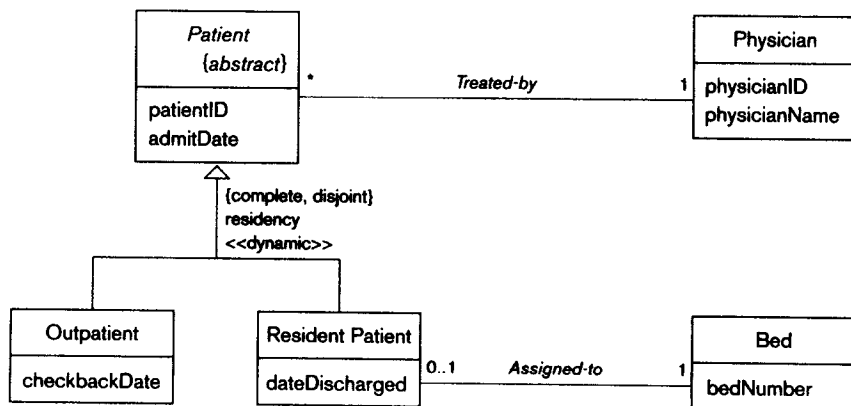 Patient
{abstract}
patientID
admitDate
*
Treated-by
1
Physician
physicianID
physicianName
{complete, disjoint}
residency
<<dynamic>>
Outpatient
checkbackDate
Resident Patient
dateDischarged
0..1
Assigned-to
1
Bed
bedNumber